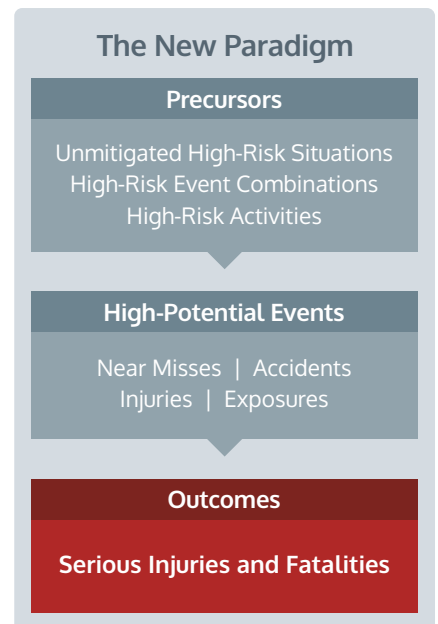 The New Paradigm
Precursors
Unmitigated High-Risk Situations
High-Risk Event Combinations
High-Risk Activities
High-Potential Events
Near Misses | Accidents
Injuries | Exposures
Outcomes
Serious Injuries and Fatalities